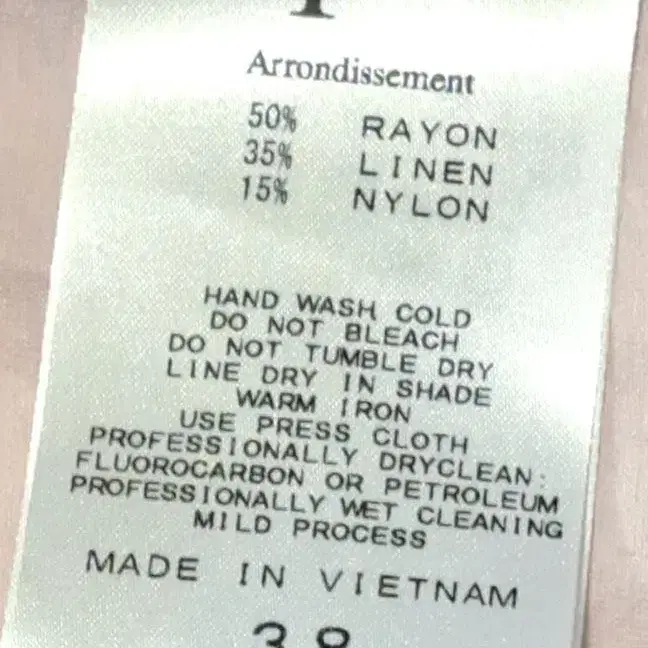 Arrondissement
50% RAYON
35% LINEN
15% NYLON
HAND WASH COLD
DO NOT BLEACH
DO NOT TUMBLE DRY
LINE DRY IN SHADE
WARM IRON
USE PRESS CLOTH
PROFESSIONALLY DRYCLEAN:
FLUOROCARBON OR PETROLEUM
PROFESSIONALLY WET CLEANING
MILD PROCESS
MADE IN VIETNAM
38